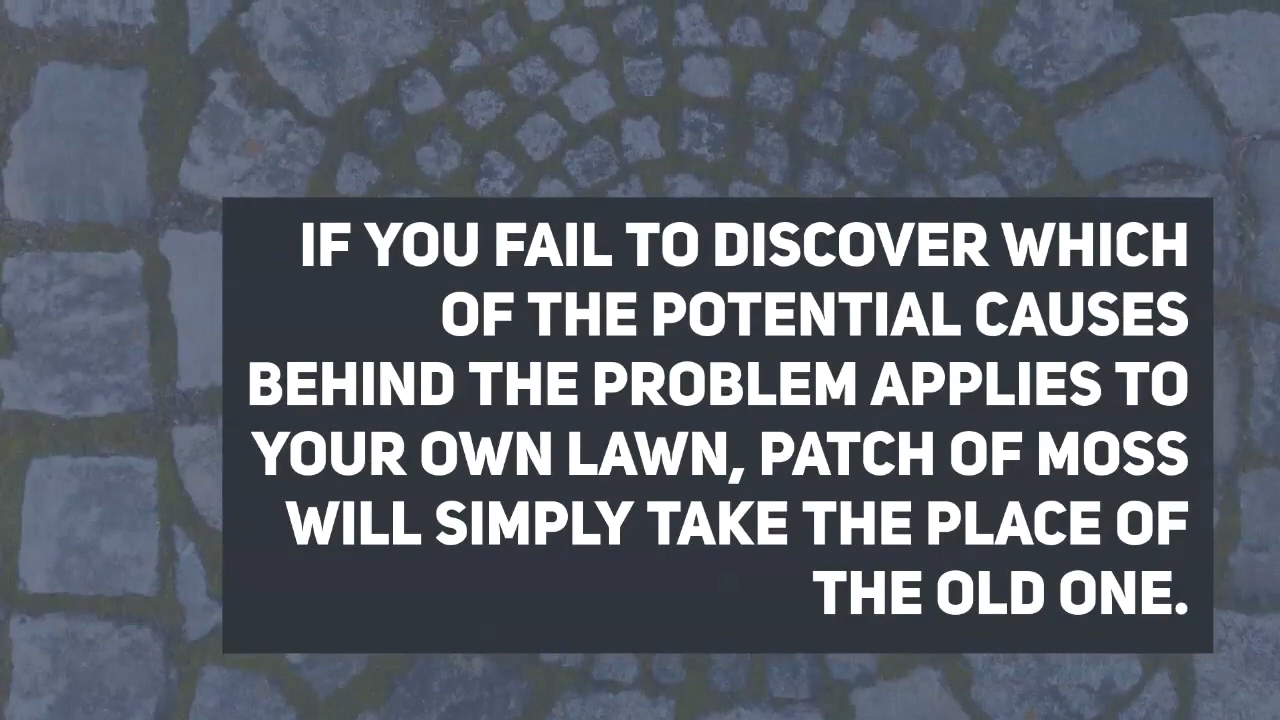 IF YOU FAIL TO DISCOVER WHICH
OF THE POTENTIAL CAUSES
BEHIND THE PROBLEM APPLIES TO
YOUR OWN LAWN, PATCH OF MOSS
WILL SIMPLY TAKE THE PLACE OF
THE OLD ONE.